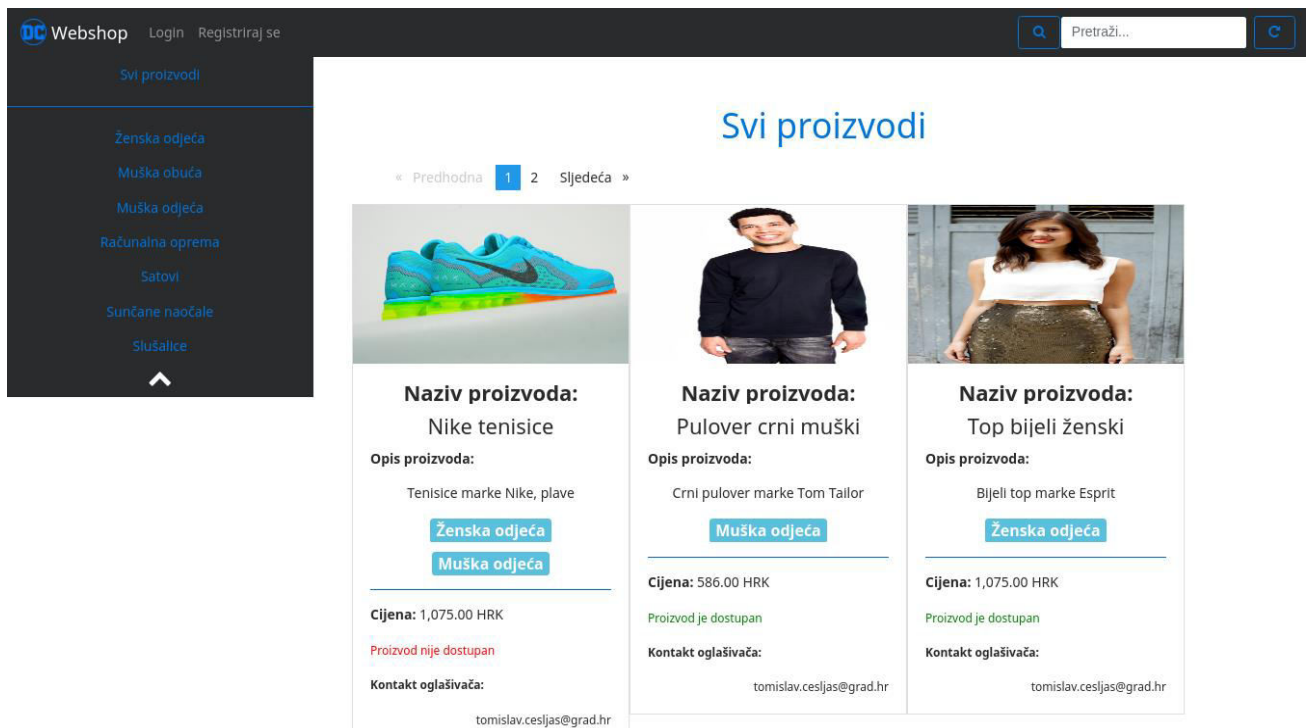 DC Webshop Login Registriraj se Pretraži...
Svi proizvodi
Ženska odjeća
Muška obuća
Muška odjeća
Računalna oprema
Satovi
Sunčane naočale
Slušalice
Svi proizvodi
« Predhodna 1 2 Sljedeća »
Naziv proizvoda:
Nike tenisice
Opis proizvoda:
Tenisice marke Nike, plave
Ženska odjeća
Muška odjeća
Cijena: 1,075.00 HRK
Proizvod nije dostupan
Kontakt oglašivača:
tomislav.cesljas@grad.hr
Naziv proizvoda:
Pulover crni muški
Opis proizvoda:
Crni pulover marke Tom Tailor
Muška odjeća
Cijena: 586.00 HRK
Proizvod je dostupan
Kontakt oglašivača:
tomislav.cesljas@grad.hr
Naziv proizvoda:
Top bijeli ženski
Opis proizvoda:
Bijeli top marke Esprit
Ženska odjeća
Cijena: 1,075.00 HRK
Proizvod je dostupan
Kontakt oglašivača:
tomislav.cesljas@grad.hr